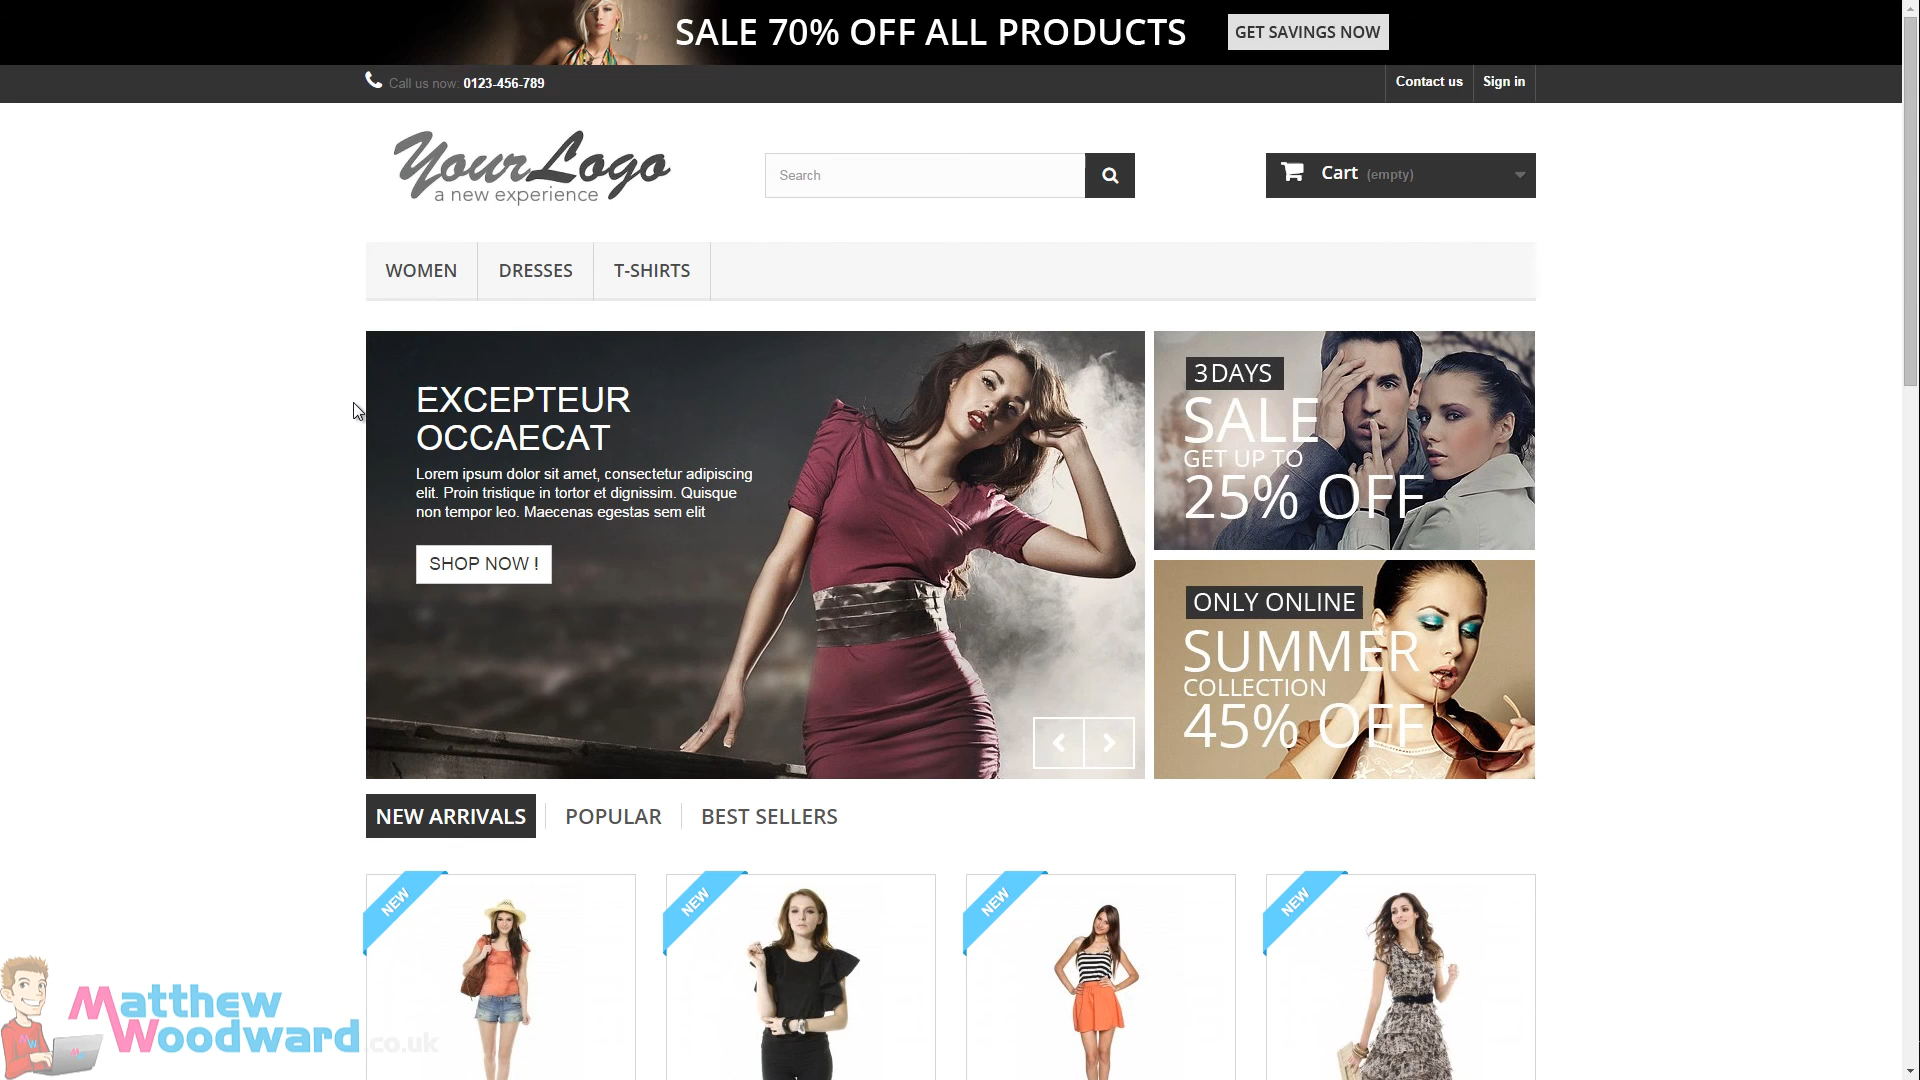 SALE 70% OFF ALL PRODUCTS
GET SAVINGS NOW
Call us now: 0123-456-789
Contact us
Sign in
YourLogo
a new experience
Search
Cart (empty)
WOMEN
DRESSES
T-SHIRTS
EXCEPTEUR
OCCAECAT
Lorem ipsum dolor sit amet, consectetur adipiscing
elit. Proin tristique in tortor et dignissim. Quisque
non tempor leo. Maecenas egestas sem elit
SHOP NOW !
3DAYS
SALE
GET UP TO
25% OFF
ONLY ONLINE
SUMMER
COLLECTION
45% OFF
NEW ARRIVALS
POPULAR
BEST SELLERS
NEW
NEW
NEW
NEW
Matthew
Woodward.co.uk
MW
MW